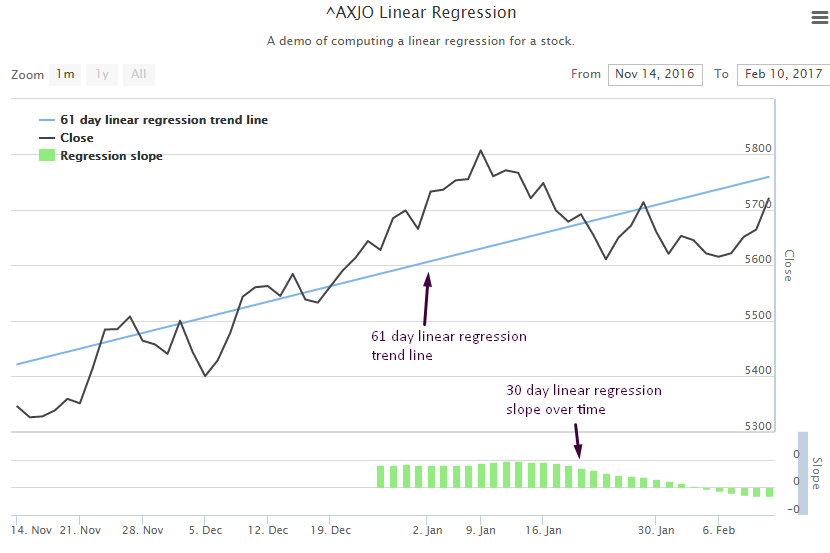 ^AXJO Linear Regression
A demo of computing a linear regression for a stock.
Zoom 1m 1y All From Nov 14, 2016 To Feb 10, 2017
61 day linear regression trend line
Close
Regression slope
5800
5700
5600
5500
5400
5300
Close
61 day linear regression
trend line
30 day linear regression
slope over time
0
0
-0
Slope
14. Nov 21. Nov 28. Nov 5. Dec 12. Dec 19. Dec 2. Jan 9. Jan 16. Jan 30. Jan 6. Feb